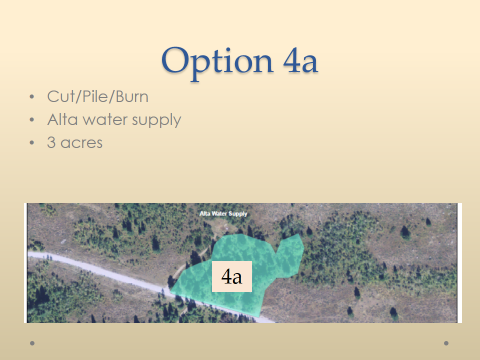 Option 4a
• Cut/Pile/Burn
• Alta water supply
• 3 acres
Alta Water Supply
4a